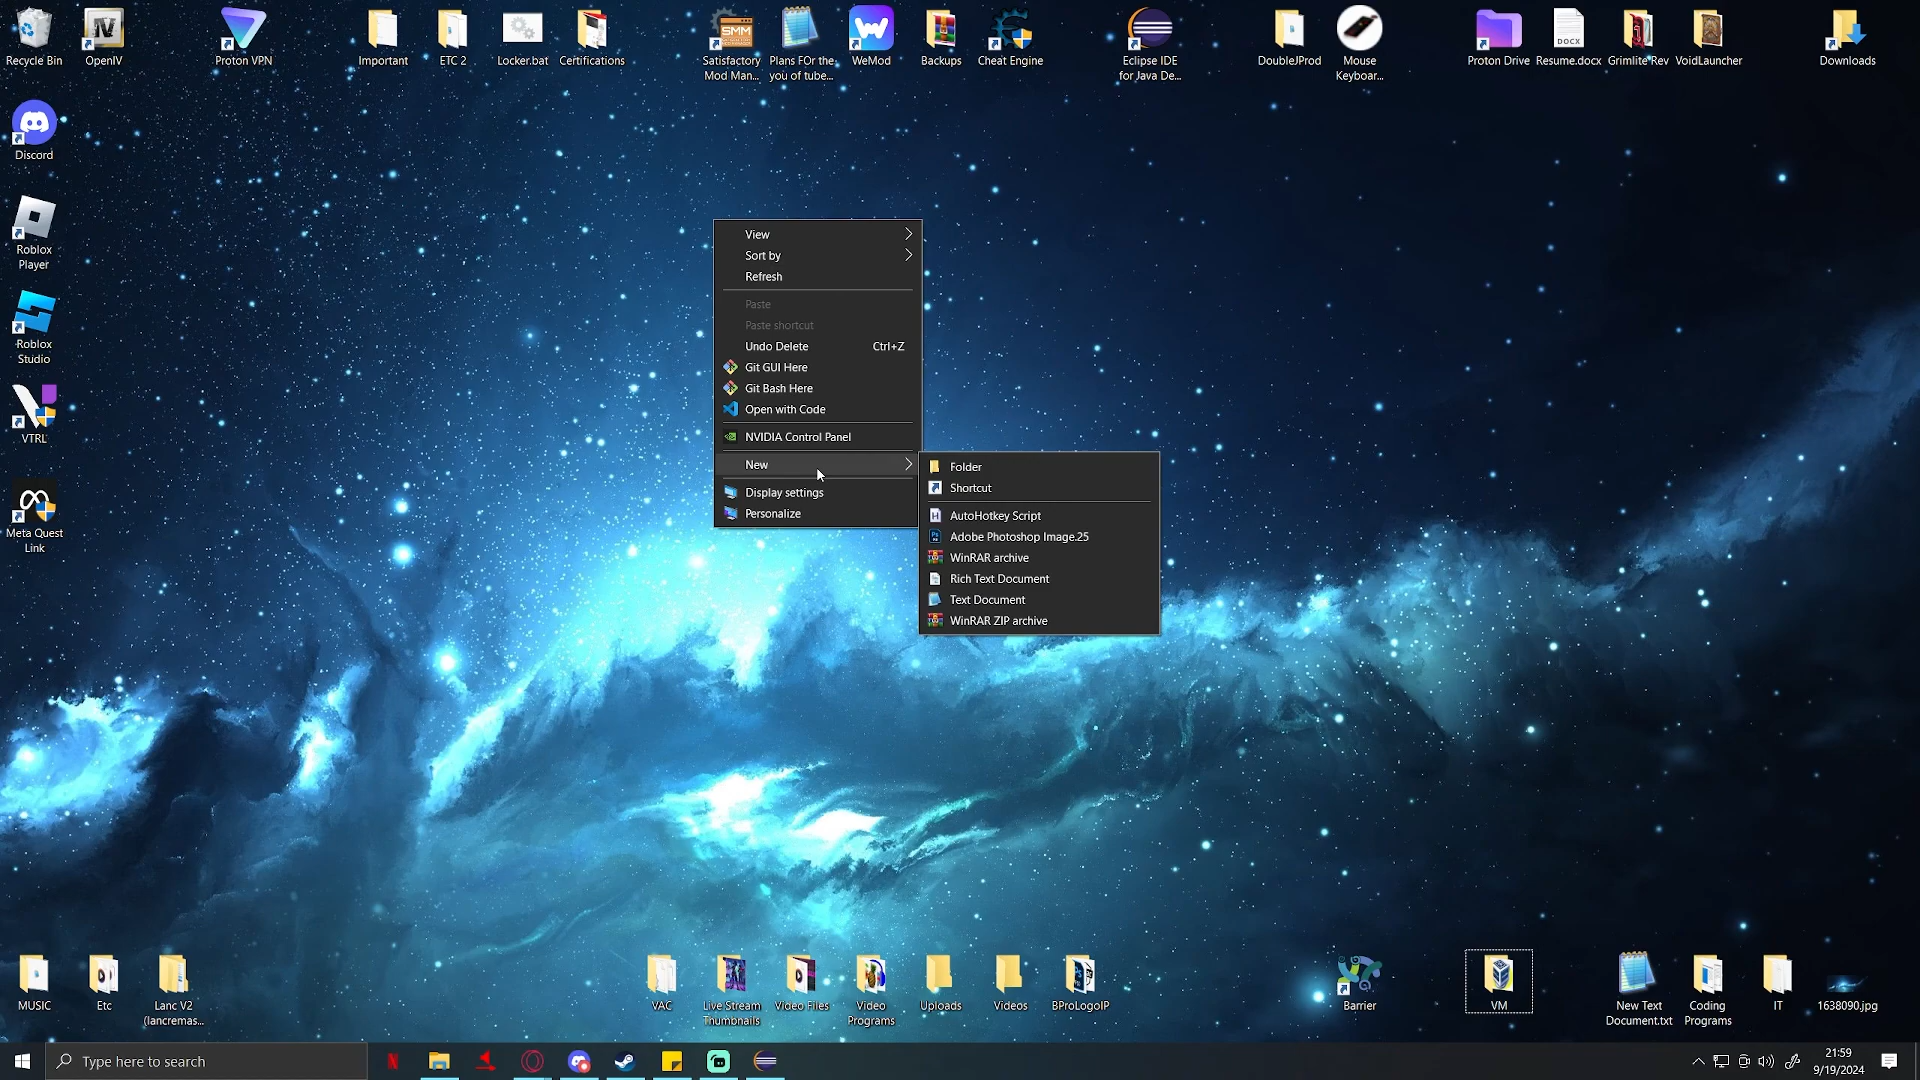 Recycle Bin
OpenIV
Proton VPN
Important
ETC 2
Locker.bat
Certifications
SMM
Satisfactory
Mod Man...
Plans FOr the
you of tube...
WeMod
Backups
Cheat Engine
Eclipse IDE
for Java De...
DoubleJProd
Mouse
Keyboar...
Proton Drive
DOCX
Resume.docx
Grimlite Rev
VoidLauncher
Downloads
Discord
Roblox
Player
Roblox
Studio
VTRL
Meta Quest
Link
View
Sort by
Refresh
Paste
Paste shortcut
Undo Delete Ctrl+Z
Git GUI Here
Git Bash Here
Open with Code
NVIDIA Control Panel
New
Display settings
Personalize
Folder
Shortcut
AutoHotkey Script
Adobe Photoshop Image.25
WinRAR archive
Rich Text Document
Text Document
WinRAR ZIP archive
MUSIC
Etc
Lanc V2
(lancremas...
VAC
Live Stream
Thumbnails
Video Files
Video
Programs
Uploads
Videos
BProLogoIP
Barrier
VM
New Text
Document.txt
Coding
Programs
IT
1638090.jpg
Type here to search
21:59
9/19/2024